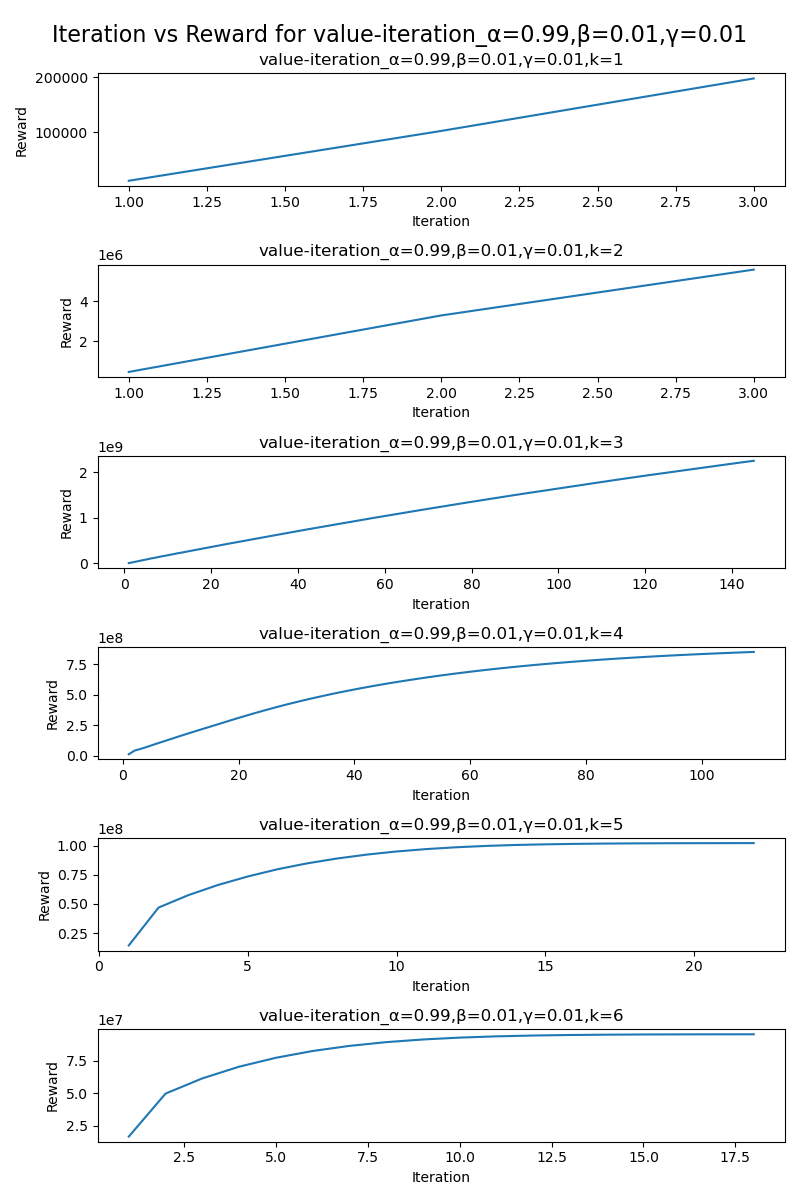 Iteration vs Reward for value-iteration_α=0.99,β=0.01,γ=0.01
value-iteration_α=0.99,β=0.01,γ=0.01,k=1
200000
100000
Reward
1.00 1.25 1.50 1.75 2.00 2.25 2.50 2.75 3.00
Iteration
value-iteration_α=0.99,β=0.01,γ=0.01,k=2
1e6
4
2
Reward
1.00 1.25 1.50 1.75 2.00 2.25 2.50 2.75 3.00
Iteration
value-iteration_α=0.99,β=0.01,γ=0.01,k=3
1e9
2
1
0
Reward
0 20 40 60 80 100 120 140
Iteration
value-iteration_α=0.99,β=0.01,γ=0.01,k=4
1e8
7.5
5.0
2.5
0.0
Reward
0 20 40 60 80 100
Iteration
value-iteration_α=0.99,β=0.01,γ=0.01,k=5
1e8
1.00
0.75
0.50
0.25
Reward
0 5 10 15 20
Iteration
value-iteration_α=0.99,β=0.01,γ=0.01,k=6
1e7
7.5
5.0
2.5
Reward
2.5 5.0 7.5 10.0 12.5 15.0 17.5
Iteration